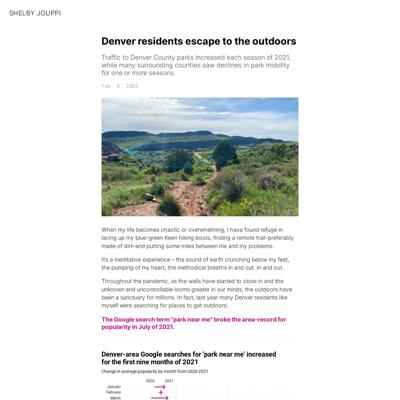 SHELBY JOUPPI
Denver residents escape to the outdoors
Traffic to Denver County parks increased each season of 2021,
while many surrounding counties saw declines in park mobility
for one or more seasons.
Feb. 9, 2022
When my life becomes chaotic or overwhelming, I have found refuge in
lacing up my blue-green Keen hiking boots, finding a remote trail–preferably
made of dirt–and putting some miles between me and my problems.
It's a meditative experience – the sound of earth crunching below my feet,
the pumping of my heart, the methodical breaths in and out. In and out.
Throughout the pandemic, as the walls have started to close in and the
unknown and uncontrollable looms greater in our minds, the outdoors have
been a sanctuary for millions. In fact, last year many Denver residents like
myself were searching for places to get outdoors.
The Google search term "park near me" broke the area-record for
popularity in July of 2021.
Denver-area Google searches for 'park near me' increased
for the first nine months of 2021
Change in average popularity by month from 2020-2021
2020 2021
January
February
March